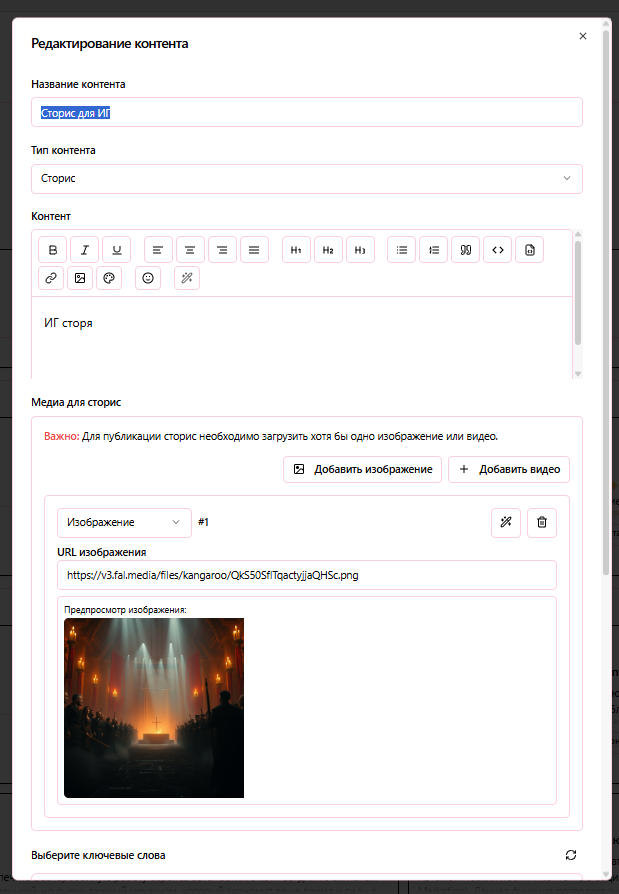 Редактирование контента
Название контента
Сторис для ИГ
Тип контента
Сторис
Контент
B I U H1 H2 H3
ИГ сторя
Медиа для сторис
Важно: Для публикации сторис необходимо загрузить хотя бы одно изображение или видео.
Добавить изображение + Добавить видео
Изображение #1
URL изображения
https://v3.fal.media/files/kangaroo/QkS50SflTqactyjjaQHSc.png
Предпросмотр изображения:
Выберите ключевые слова